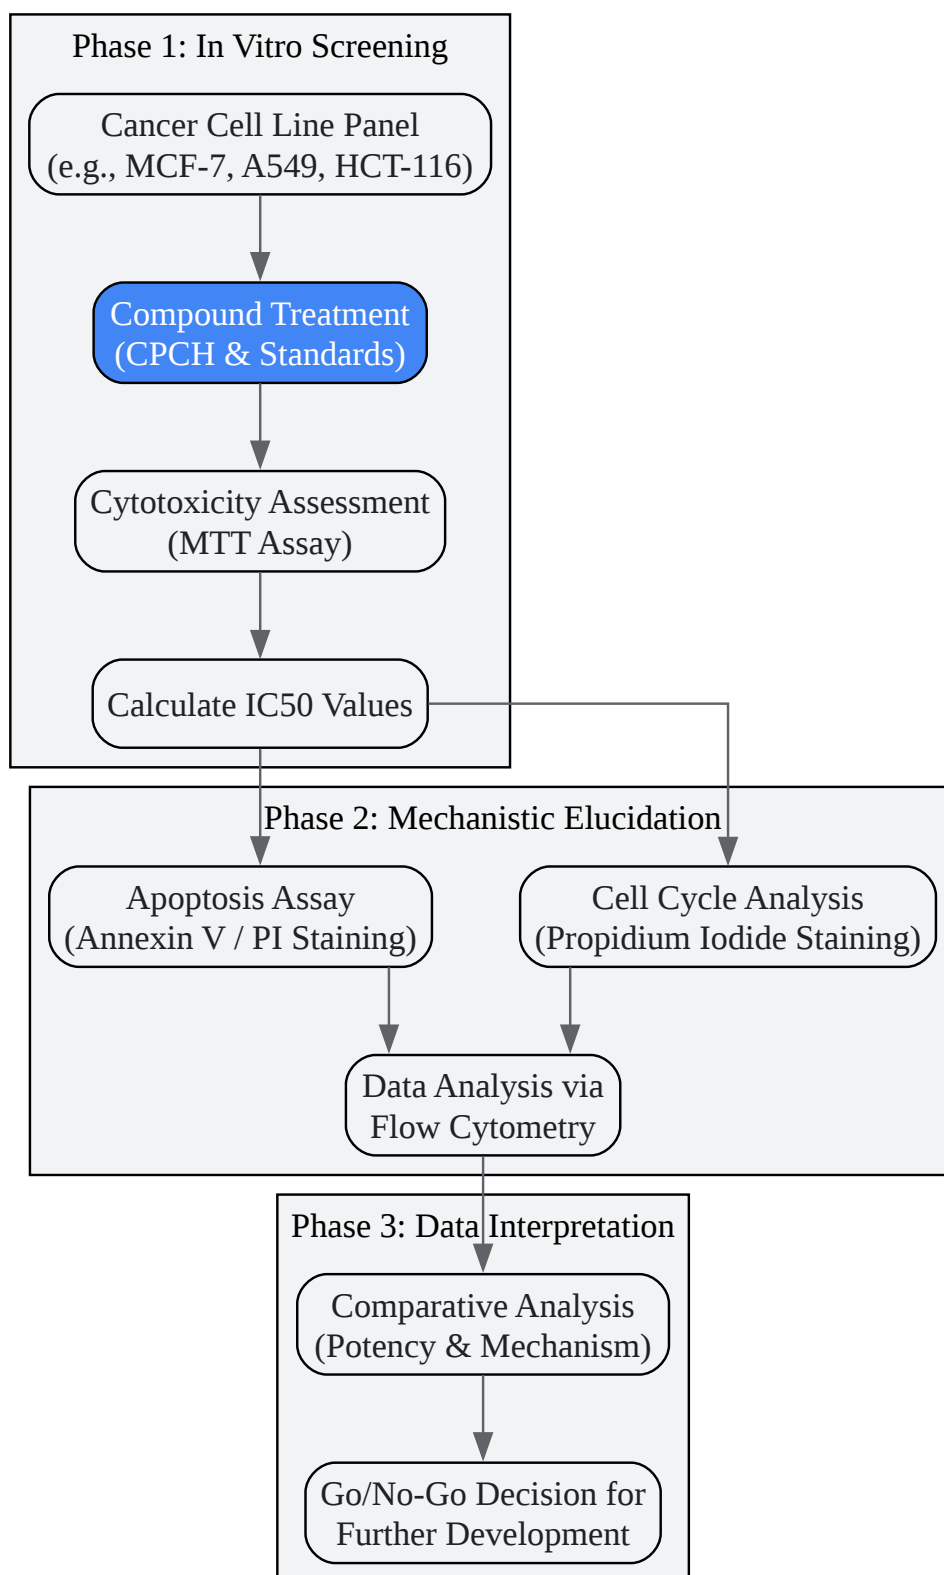 Phase 1: In Vitro Screening
Cancer Cell Line Panel
(e.g., MCF-7, A549, HCT-116)
Compound Treatment
(CPCH & Standards)
Cytotoxicity Assessment
(MTT Assay)
Calculate IC50 Values
Phase 2: Mechanistic Elucidation
Apoptosis Assay
(Annexin V / PI Staining)
Cell Cycle Analysis
(Propidium Iodide Staining)
Data Analysis via
Flow Cytometry
Phase 3: Data Interpretation
Comparative Analysis
(Potency & Mechanism)
Go/No-Go Decision for
Further Development